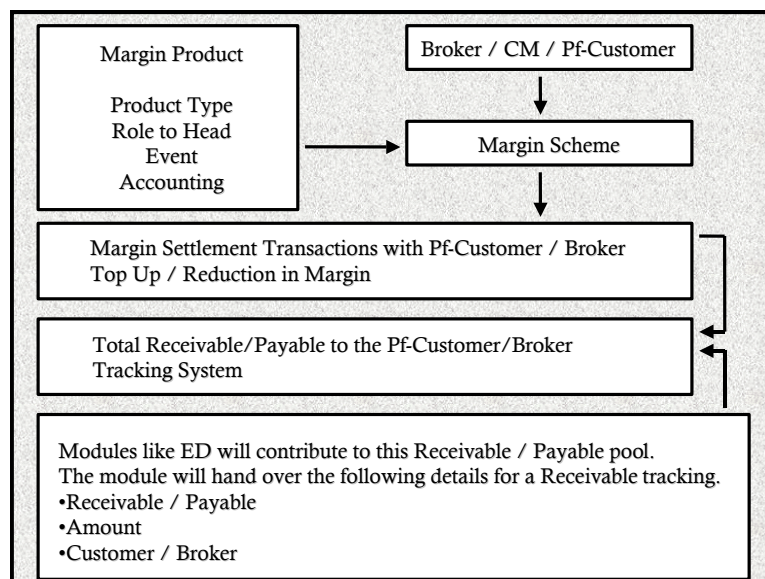 Margin Product
Product Type
Role to Head
Event
Accounting
Broker / CM / Pf-Customer
Margin Scheme
Margin Settlement Transactions with Pf-Customer / Broker
Top Up / Reduction in Margin
Total Receivable/Payable to the Pf-Customer/Broker
Tracking System
Modules like ED will contribute to this Receivable / Payable pool.
The module will hand over the following details for a Receivable tracking.
•Receivable / Payable
•Amount
•Customer / Broker